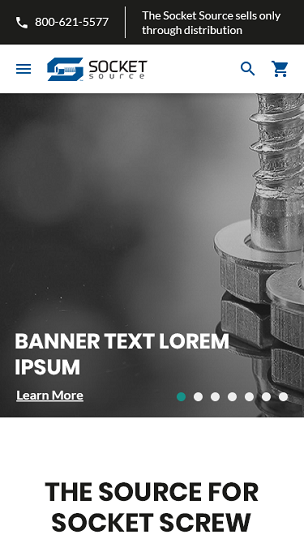 800-621-5577
The Socket Source sells only
through distribution
SOCKET
source
BANNER TEXT LOREM
IPSUM
Learn More
THE SOURCE FOR
SOCKET SCREW